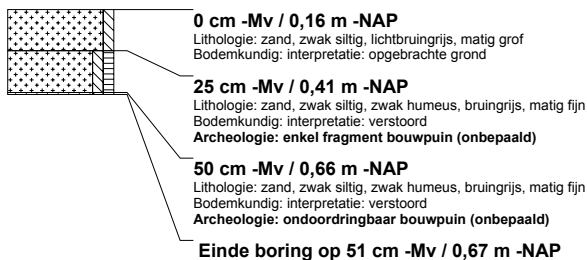 0 cm -Mv / 0,16 m -NAP
Lithologie: zand, zwak siltig, lichtbruingrijs, matig grof
Bodemkundig: interpretatie: opgebrachte grond
25 cm -Mv / 0,41 m -NAP
Lithologie: zand, zwak siltig, zwak humeus, bruingrijs, matig fijn
Bodemkundig: interpretatie: verstoord
Archeologie: enkel fragment bouwpuin (onbepaald)
50 cm -Mv / 0,66 m -NAP
Lithologie: zand, zwak siltig, zwak humeus, bruingrijs, matig fijn
Bodemkundig: interpretatie: verstoord
Archeologie: ondoordringbaar bouwpuin (onbepaald)
Einde boring op 51 cm -Mv / 0,67 m -NAP